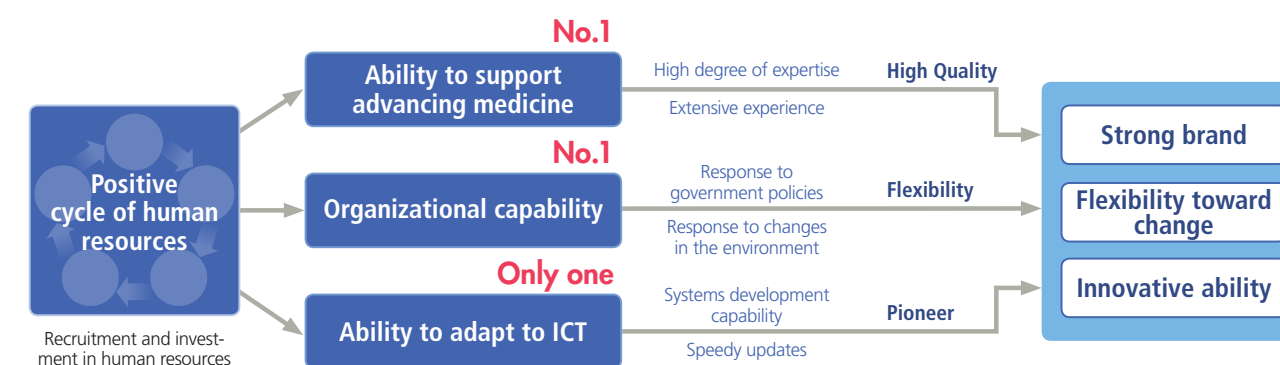 Positive
cycle of human
resources
Recruitment and invest-
ment in human resources
No.1
Ability to support
advancing medicine
High degree of expertise
Extensive experience
High Quality
No.1
Organizational capability
Response to
government policies
Response to changes
in the environment
Flexibility
Only one
Ability to adapt to ICT
Systems development
capability
Speedy updates
Pioneer
Strong brand
Flexibility toward
change
Innovative ability